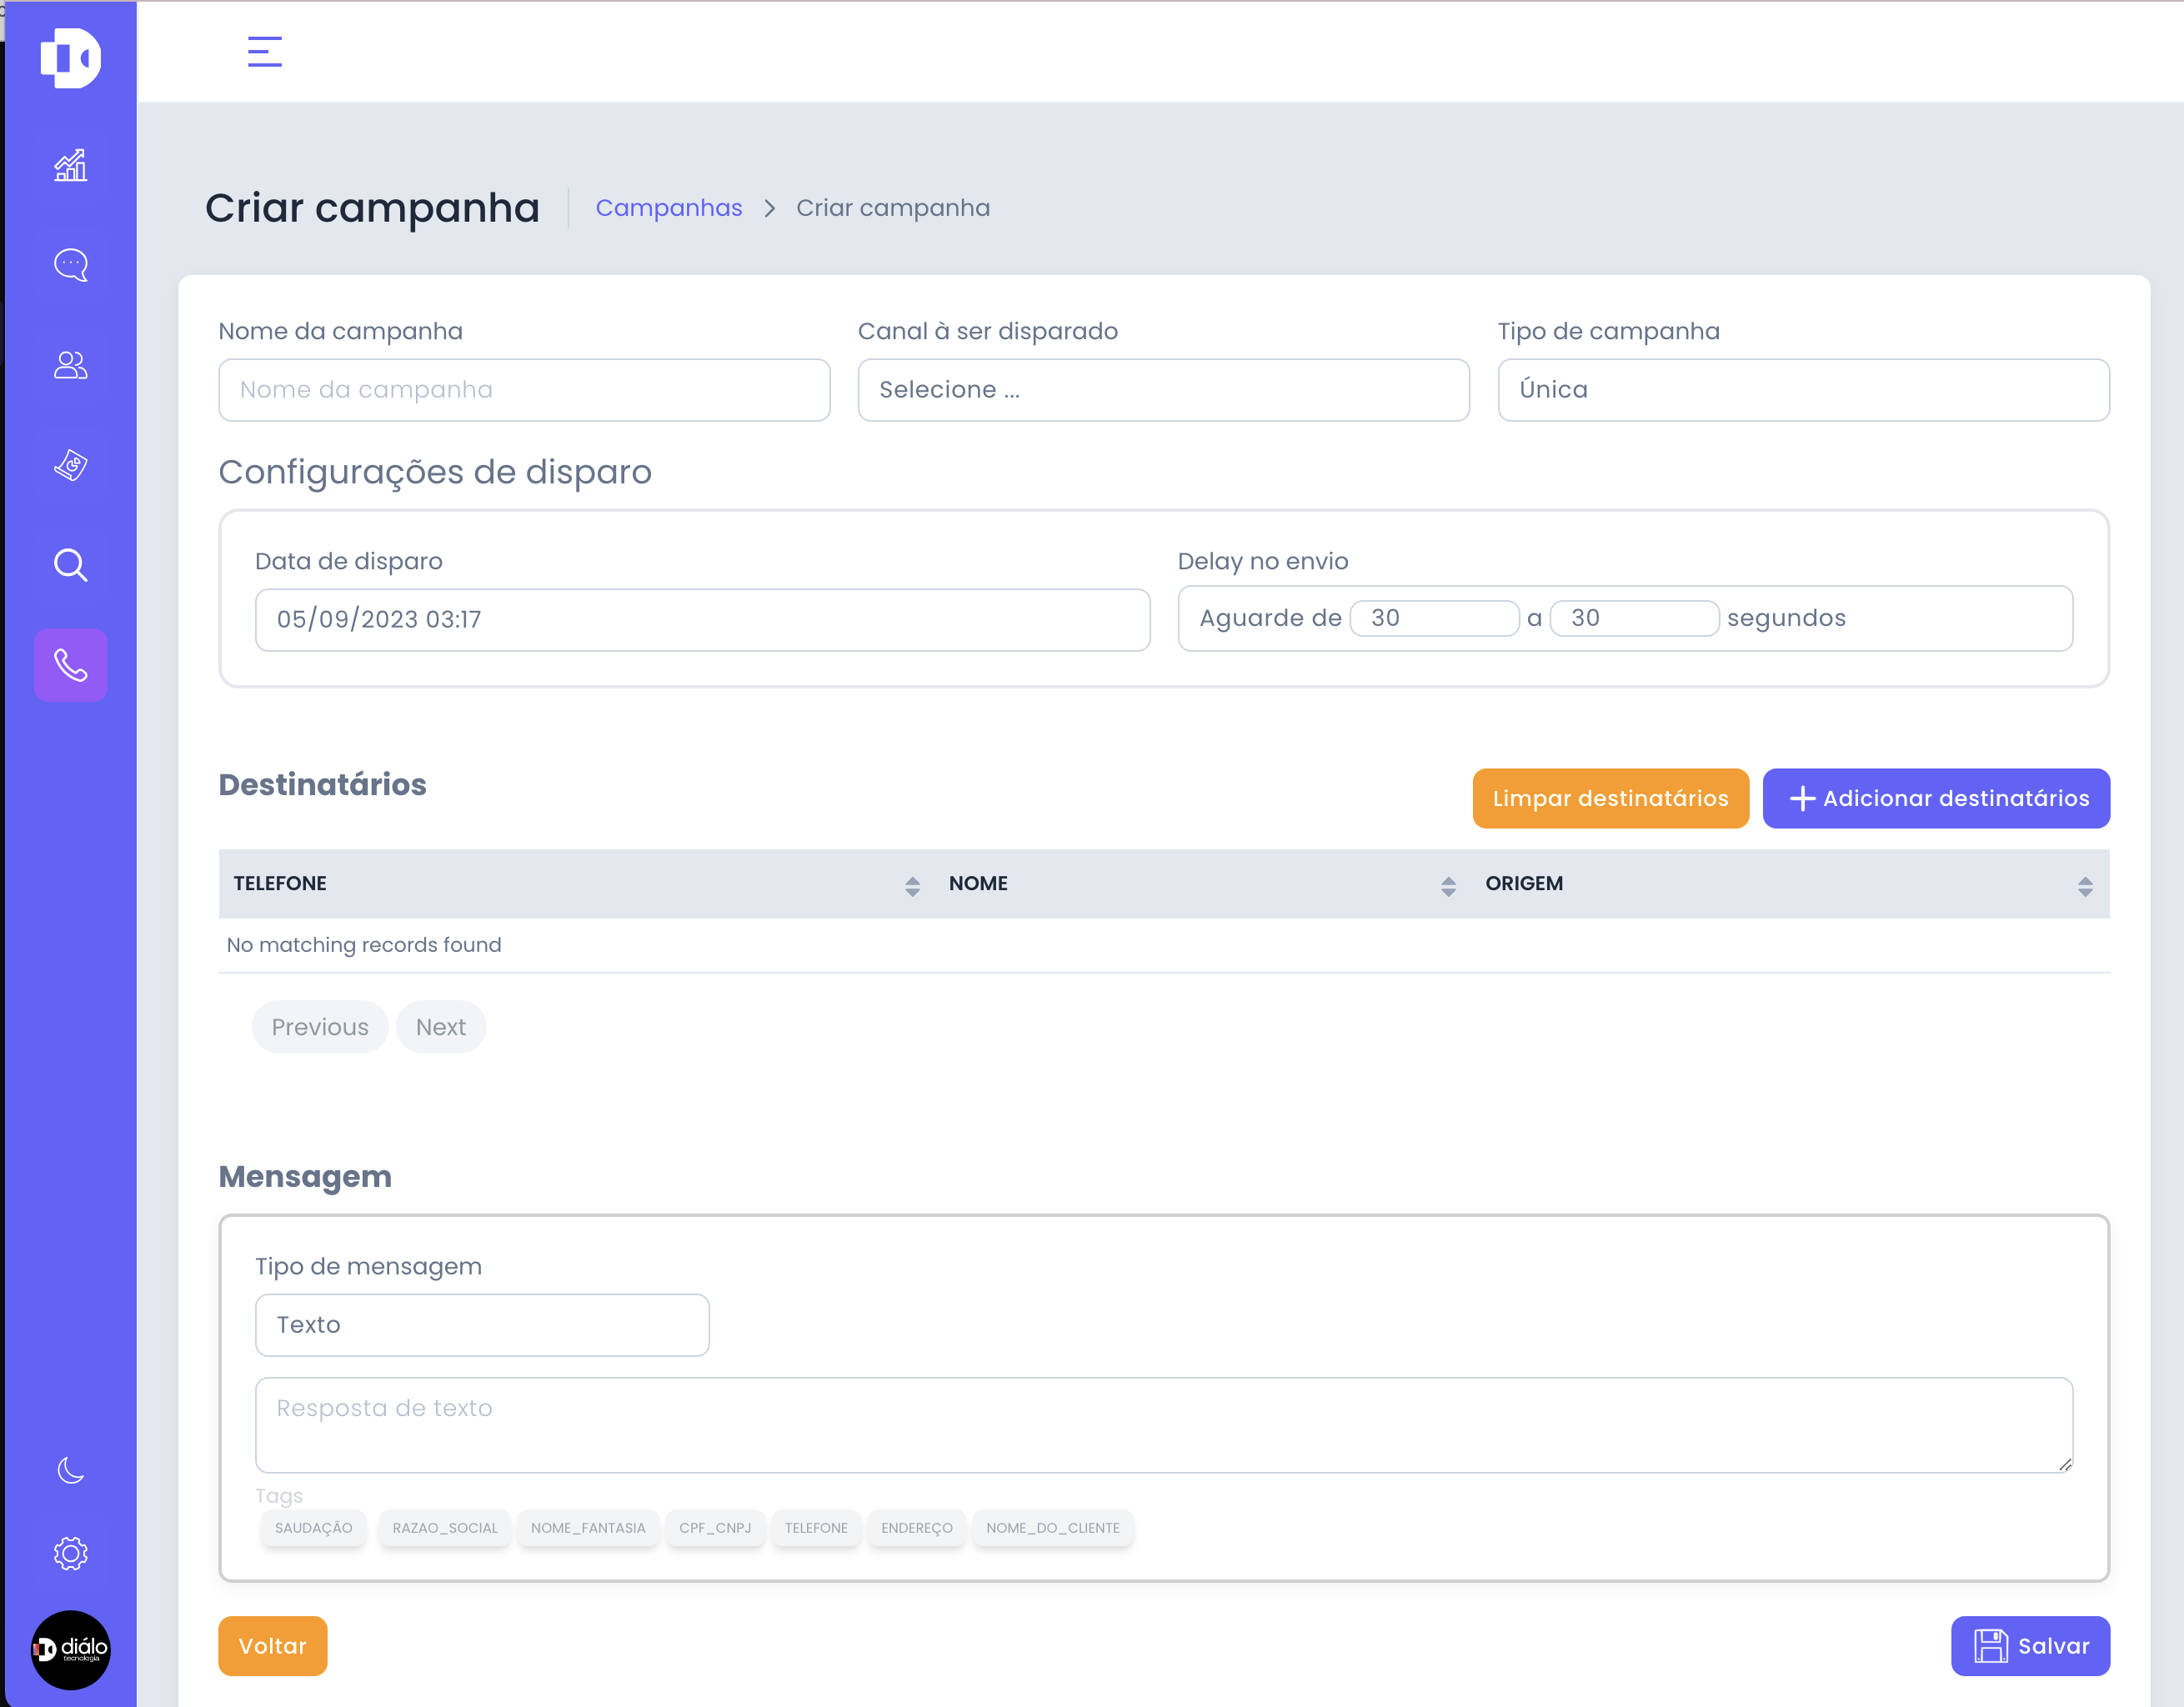 Criar campanha
Campanhas > Criar campanha
Nome da campanha
Canal à ser disparado
Tipo de campanha
Nome da campanha
Selecione ...
Única
Configurações de disparo
Data de disparo
Delay no envio
05/09/2023 03:17
Aguarde de 30 a 30 segundos
Destinatários
Limpar destinatários
Adicionar destinatários
TELEFONE
NOME
ORIGEM
No matching records found
Previous
Next
Mensagem
Tipo de mensagem
Texto
Resposta de texto
Tags
SAUDAÇÃO
RAZAO_SOCIAL
NOME_FANTASIA
CPF_CNPJ
TELEFONE
ENDEREÇO
NOME_DO_CLIENTE
diálo
tecnologia
Voltar
Salvar